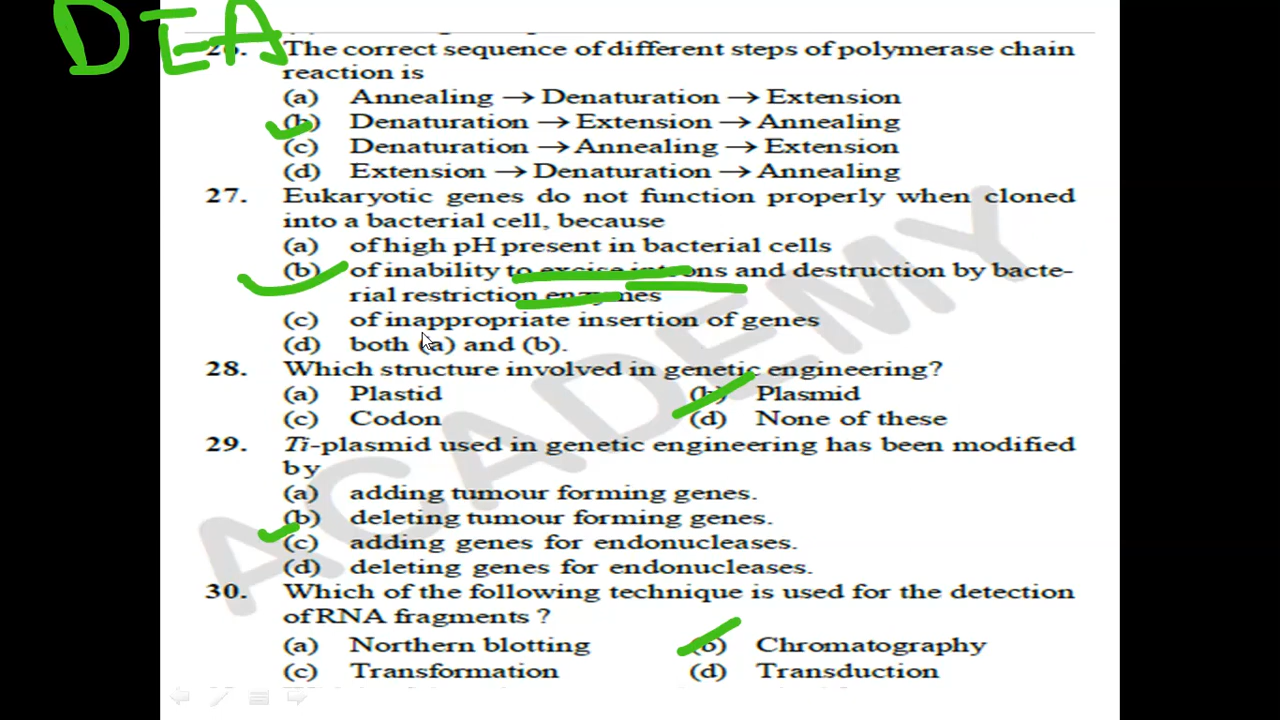 DEA
26. The correct sequence of different steps of polymerase chain
reaction is
(a) Annealing → Denaturation → Extension
(b) Denaturation → Extension → Annealing
(c) Denaturation → Annealing → Extension
(d) Extension → Denaturation → Annealing
27. Eukaryotic genes do not function properly when cloned
into a bacterial cell, because
(a) of high pH present in bacterial cells
(b) of inability to excise introns and destruction by bacte-
rial restriction enzymes
(c) of inappropriate insertion of genes
(d) both (a) and (b).
28. Which structure involved in genetic engineering?
(a) Plastid (b) Plasmid
(c) Codon (d) None of these
29. Ti-plasmid used in genetic engineering has been modified
by
(a) adding tumour forming genes.
(b) deleting tumour forming genes.
(c) adding genes for endonucleases.
(d) deleting genes for endonucleases.
30. Which of the following technique is used for the detection
of RNA fragments ?
(a) Northern blotting (b) Chromatography
(c) Transformation (d) Transduction
ACADEMY